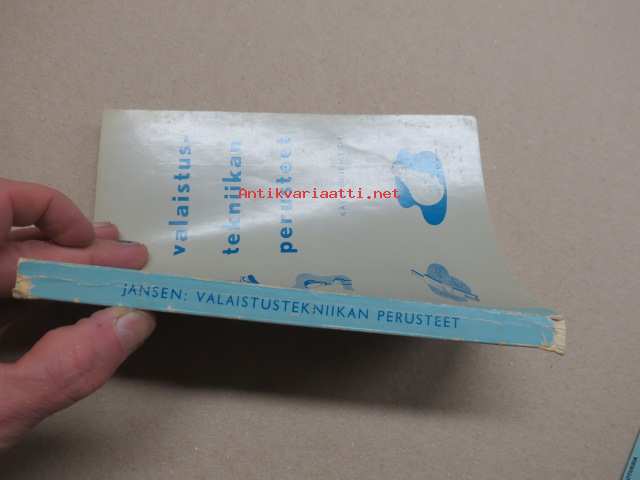 valaistus-
tekniikan
perusteet
Antikvariaatti.net
jANSEN: VALAISTUSTEKNIIKAN PERUSTEET